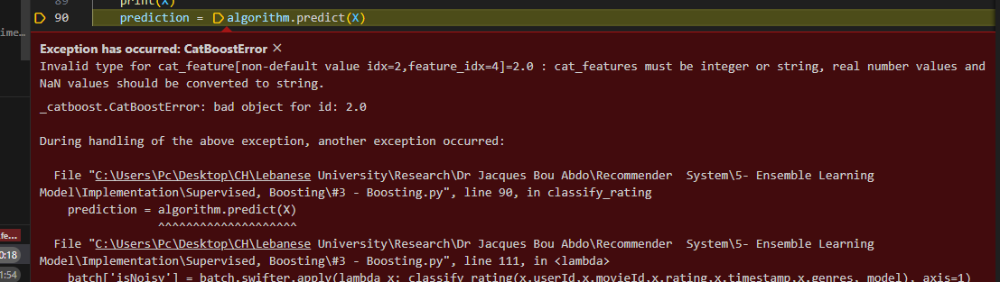 89 print(X)
90 prediction = algorithm.predict(X)
ime…
Exception has occurred: CatBoostError ×
Invalid type for cat_feature[non-default value idx=2,feature_idx=4]=2.0 : cat_features must be integer or string, real number values and
NaN values should be converted to string.
_catboost.CatBoostError: bad object for id: 2.0
During handling of the above exception, another exception occurred:
File "C:\Users\Pc\Desktop\CH\Lebanese University\Research\Dr Jacques Bou Abdo\Recommender  System\5- Ensemble Learning
Model\Implementation\Supervised, Boosting\#3 - Boosting.py", line 90, in classify_rating
prediction = algorithm.predict(X)
^^^^^^^^^^^^^^^^^^^^
File "C:\Users\Pc\Desktop\CH\Lebanese University\Research\Dr Jacques Bou Abdo\Recommender  System\5- Ensemble Learning
fe…
Model\Implementation\Supervised, Boosting\#3 - Boosting.py", line 111, in <lambda>
0:18
batch['isNoisy'] = batch.swifter.apply(lambda x: classify_rating(x.userId,x.movieId,x.rating,x.timestamp,x.genres, model), axis=1)
1:54